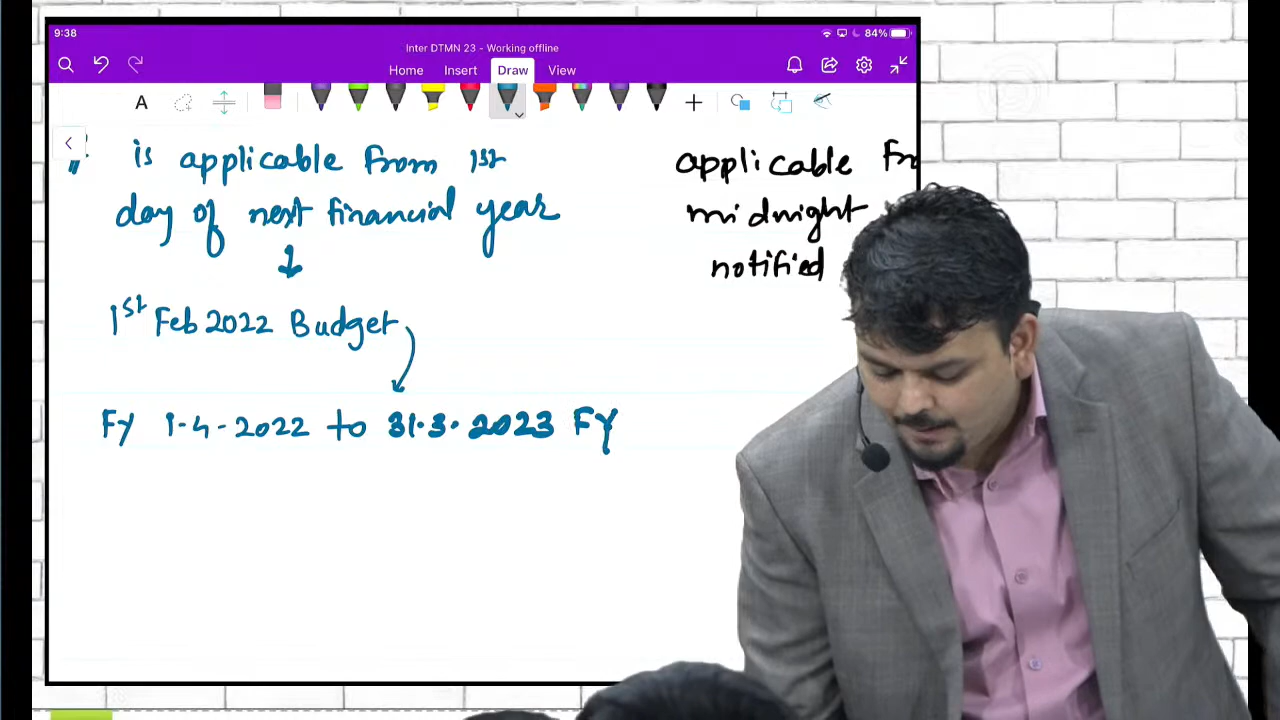 9:38
84%
Inter DTMN 23 - Working offline
Home Insert Draw View
A
is applicable From 1st
day of next financial year
1st Feb 2022 Budget
FY 1-4-2022 to 31.3.2023 FY
applicable Fr
midnight
notified